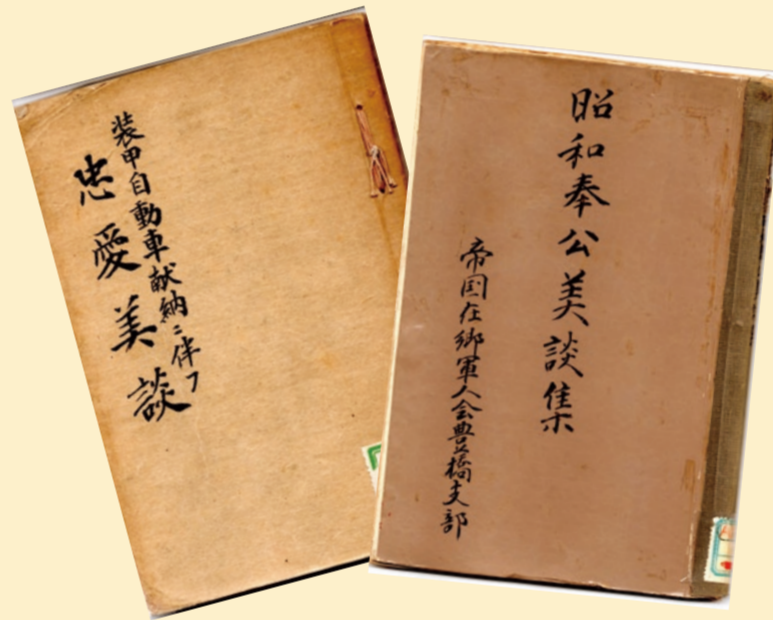 昭和奉公美談集
帝国在郷軍人会豊橋支部
装甲自動車献納ニ伴フ
忠愛美談